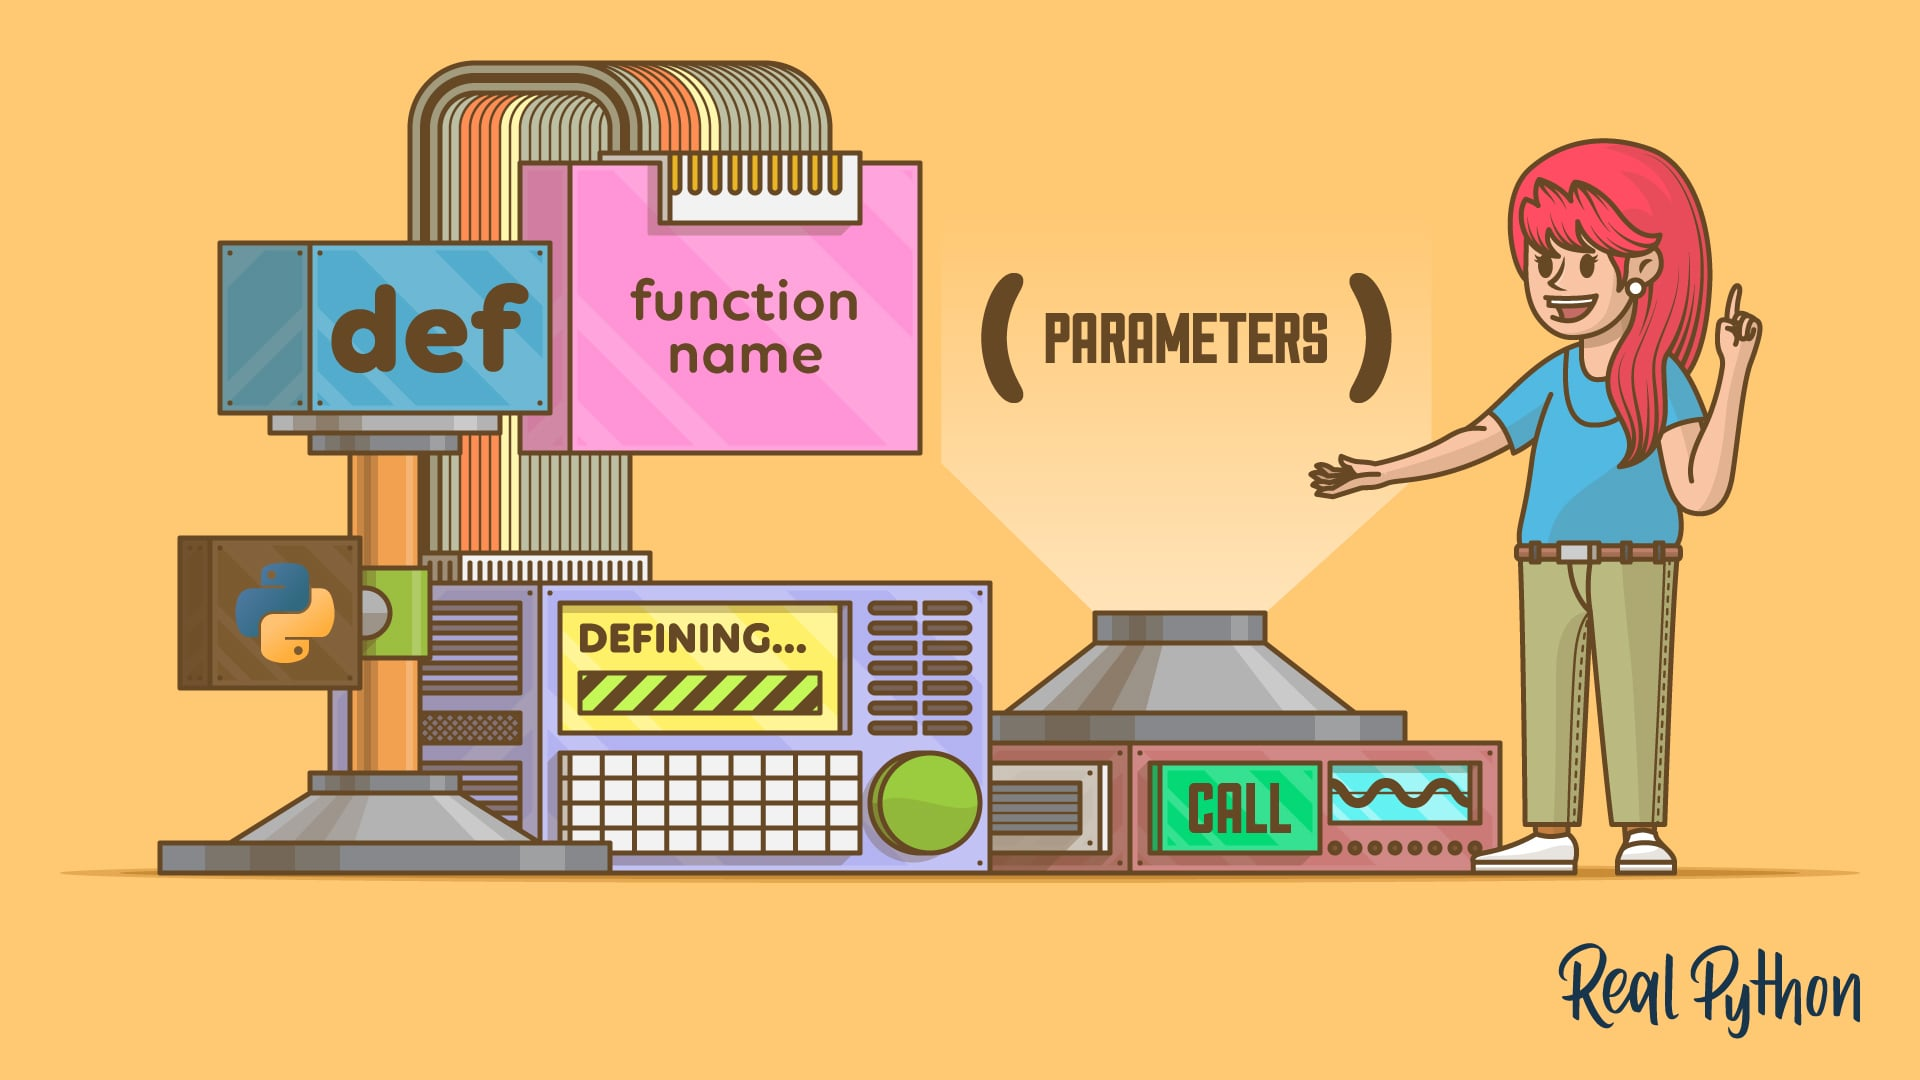 def
function
name
( PARAMETERS )
DEFINING...
CALL
Real Python